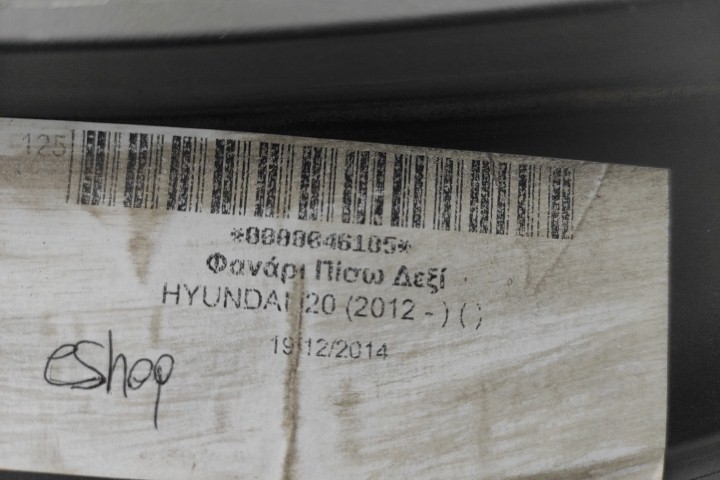 125
*0000046105*
Φανάρι Πίσω Δεξί
HYUNDAI i20 (2012 - ) ( )
19/12/2014
eshop